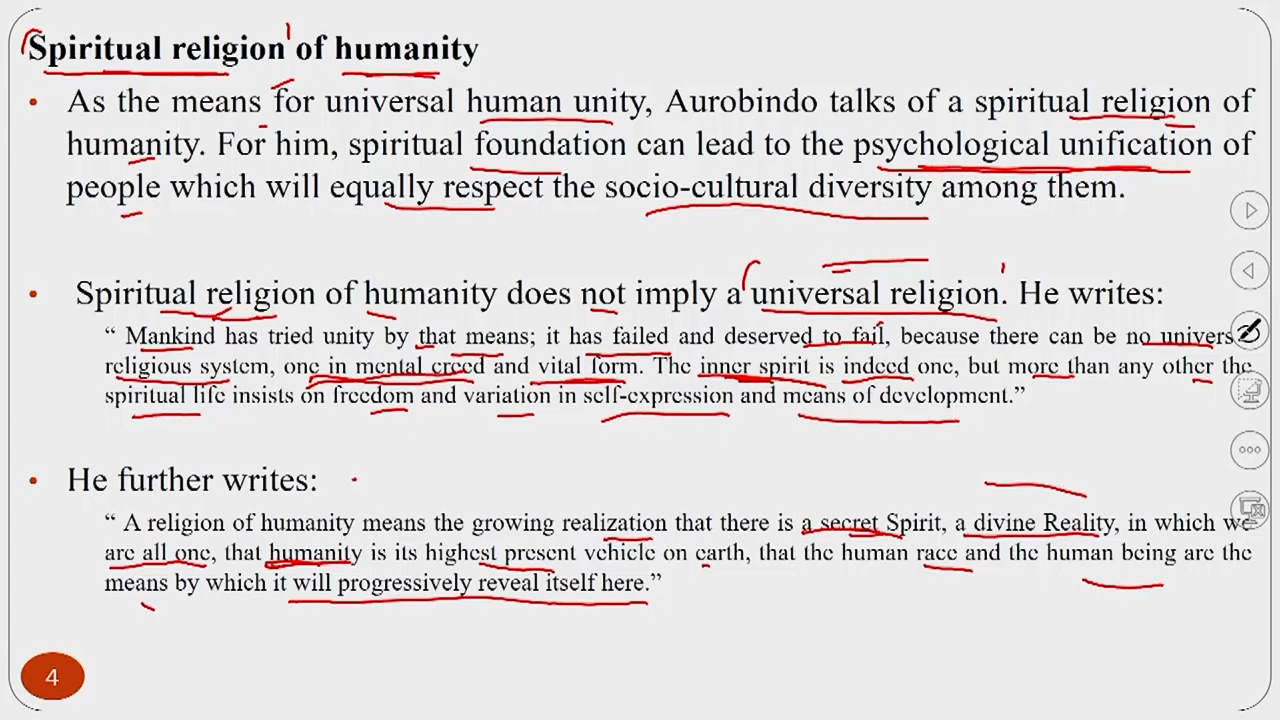 Spiritual religion of humanity
• As the means for universal human unity, Aurobindo talks of a spiritual religion of
humanity. For him, spiritual foundation can lead to the psychological unification of
people which will equally respect the socio-cultural diversity among them.
• Spiritual religion of humanity does not imply a universal religion. He writes:
“ Mankind has tried unity by that means; it has failed and deserved to fail, because there can be no univers
religious system, one in mental creed and vital form. The inner spirit is indeed one, but more than any other the
spiritual life insists on freedom and variation in self-expression and means of development.”
• He further writes:
“ A religion of humanity means the growing realization that there is a secret Spirit, a divine Reality, in which we
are all one, that humanity is its highest present vehicle on earth, that the human race and the human being are the
means by which it will progressively reveal itself here.”
4